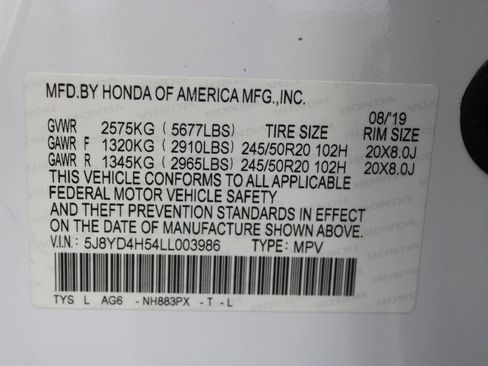 MFD.BY HONDA OF AMERICA MFG.,INC.
08/'19
GVWR 2575KG (5677LBS) TIRE SIZE RIM SIZE
GAWR F 1320KG (2910LBS) 245/50R20 102H 20X8.0J
GAWR R 1345KG (2965LBS) 245/50R20 102H 20X8.0J
THIS VEHICLE CONFORMS TO ALL APPLICABLE
FEDERAL MOTOR VEHICLE SAFETY
AND THEFT PREVENTION STANDARDS IN EFFECT
ON THE DATE OF MANUFACTURE SHOWN ABOVE.
V.I.N.: 5J8YD4H54LL003986 TYPE: MPV
TYS L AG6 -NH883PX -T -L